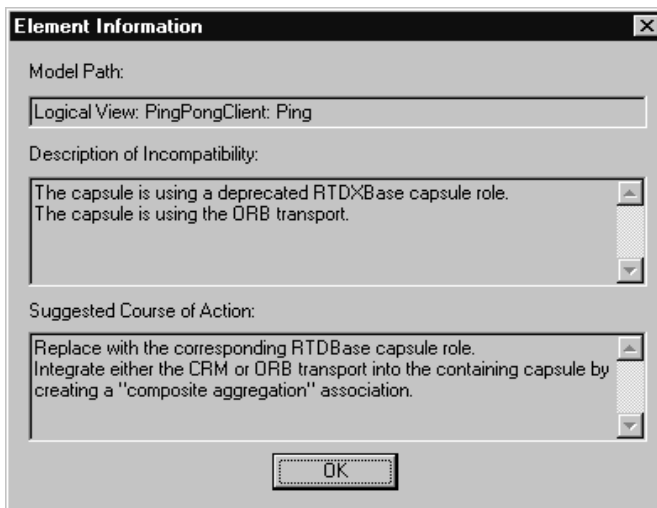 Element Information
Model Path:
Logical View: PingPongClient: Ping
Description of Incompatibility:
The capsule is using a deprecated RTDXBase capsule role.
The capsule is using the ORB transport.
Suggested Course of Action:
Replace with the corresponding RTDBase capsule role.
Integrate either the CRM or ORB transport into the containing capsule by
creating a "composite aggregation" association.
OK